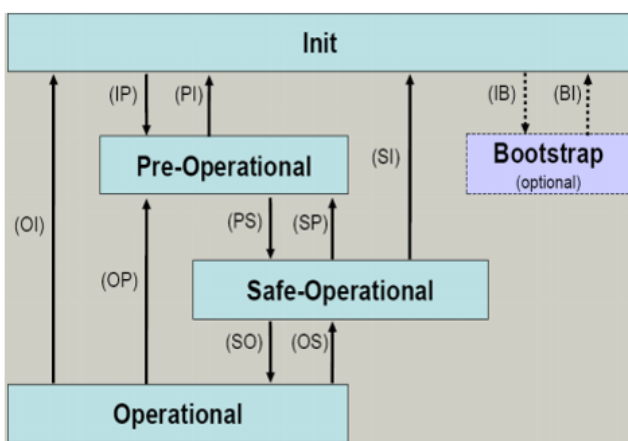 Init
(IP)
(PI)
(IB)
(BI)
(SI)
Pre-Operational
Bootstrap
(optional)
(OI)
(PS)
(SP)
(OP)
Safe-Operational
(SO)
(OS)
Operational